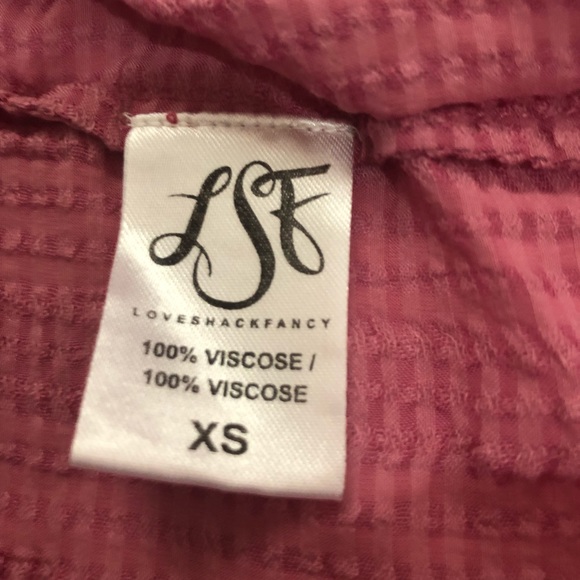 LSF
LOVESHACKFANCY
100% VISCOSE /
100% VISCOSE
XS